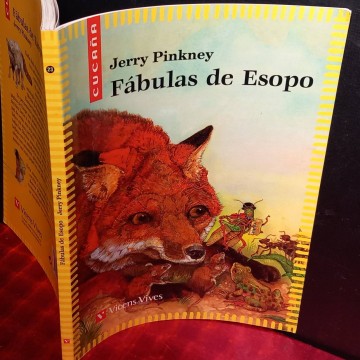 CUCAÑA
Jerry Pinkney
Fábulas de Esopo
VICENS VIVES
Fábulas de Esopo Jerry Pinkney